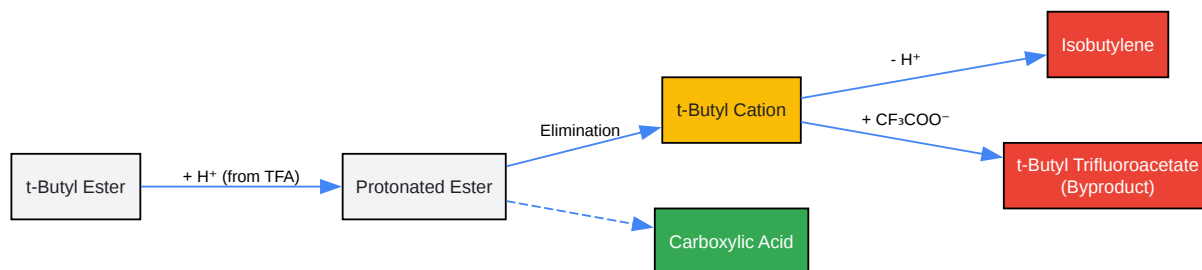 t-Butyl Ester
+ H⁺ (from TFA)
Protonated Ester
Elimination
t-Butyl Cation
- H⁺
Isobutylene
+ CF₃COO⁻
t-Butyl Trifluoroacetate
(Byproduct)
Carboxylic Acid